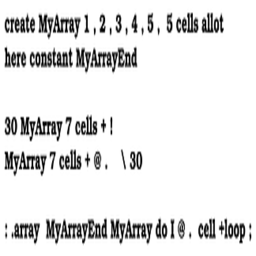 create MyArray 1 , 2 , 3 , 4 , 5 , 5 cells allot
here constant MyArrayEnd
30 MyArray 7 cells + !
MyArray 7 cells + @ . \ 30
: .array MyArrayEnd MyArray do I @ . cell +loop ;